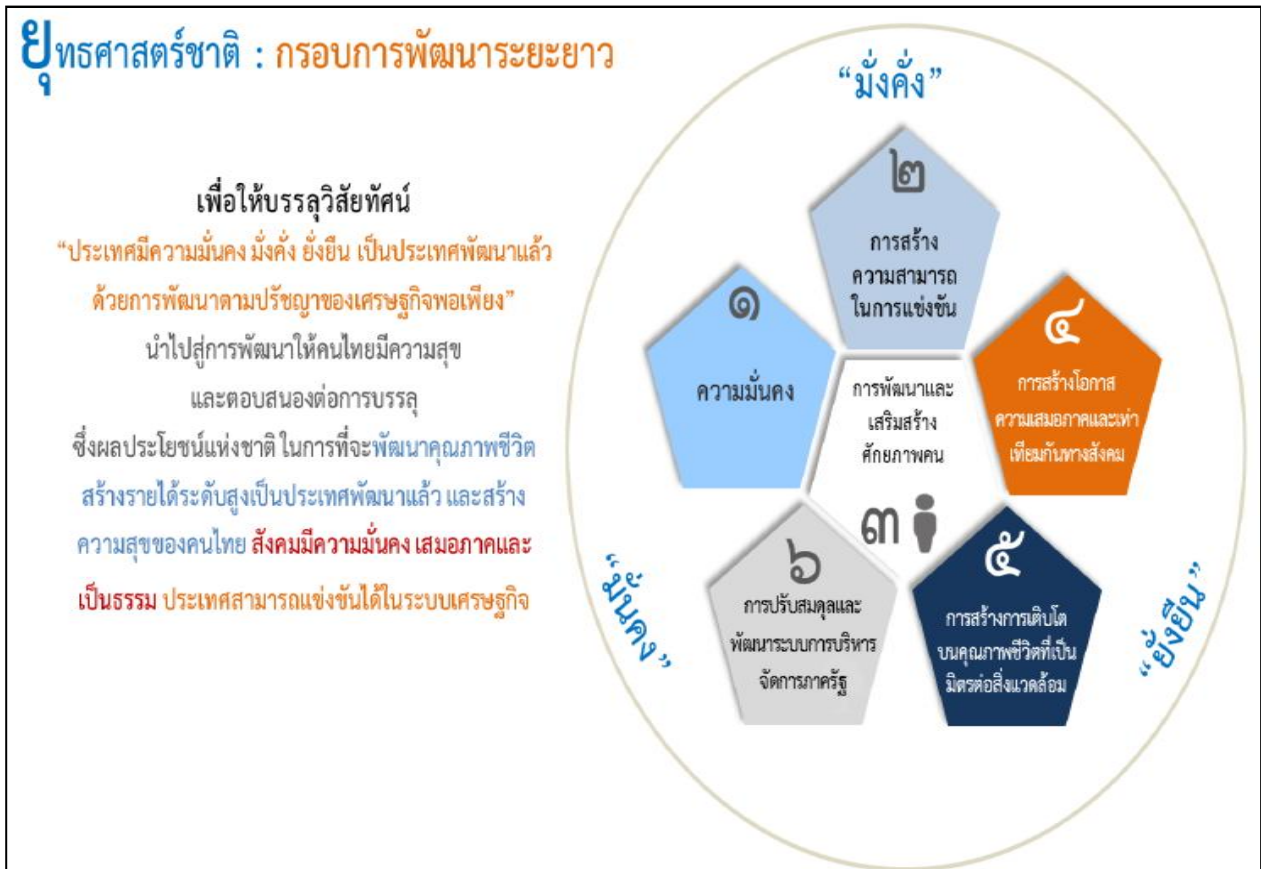 ยุทธศาสตร์ชาติ : กรอบการพัฒนาระยะยาว
เพื่อให้บรรลุวิสัยทัศน์
“ประเทศมีความมั่นคง มั่งคั่ง ยั่งยืน เป็นประเทศพัฒนาแล้ว
ด้วยการพัฒนาตามปรัชญาของเศรษฐกิจพอเพียง”
นำไปสู่การพัฒนาให้คนไทยมีความสุข
และตอบสนองต่อการบรรลุ
ซึ่งผลประโยชน์แห่งชาติ ในการที่จะพัฒนาคุณภาพชีวิต
สร้างรายได้ระดับสูงเป็นประเทศพัฒนาแล้ว และสร้าง
ความสุขของคนไทย สังคมมีความมั่นคง เสมอภาคและ
เป็นธรรม ประเทศสามารถแข่งขันได้ในระบบเศรษฐกิจ
“มั่งคั่ง”
๒
การสร้าง
ความสามารถ
ในการแข่งขัน
๑
ความมั่นคง
การพัฒนาและ
เสริมสร้าง
ศักยภาพคน
๓
๔
การสร้างโอกาส
ความเสมอภาคและเท่า
เทียมกันทางสังคม
๖
การปรับสมดุลและ
พัฒนาระบบการบริหาร
จัดการภาครัฐ
๕
การสร้างการเติบโต
บนคุณภาพชีวิตที่เป็น
มิตรต่อสิ่งแวดล้อม
“มั่นคง”
“ยั่งยืน”